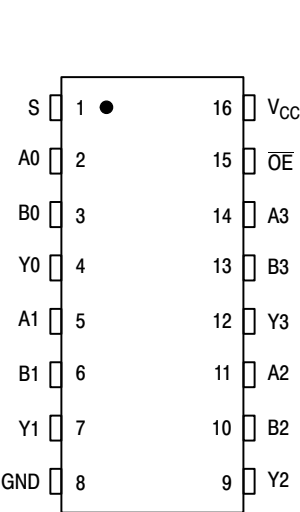 S 1 16 VCC
A0 2 15 O̅E̅
B0 3 14 A3
Y0 4 13 B3
A1 5 12 Y3
B1 6 11 A2
Y1 7 10 B2
GND 8 9 Y2